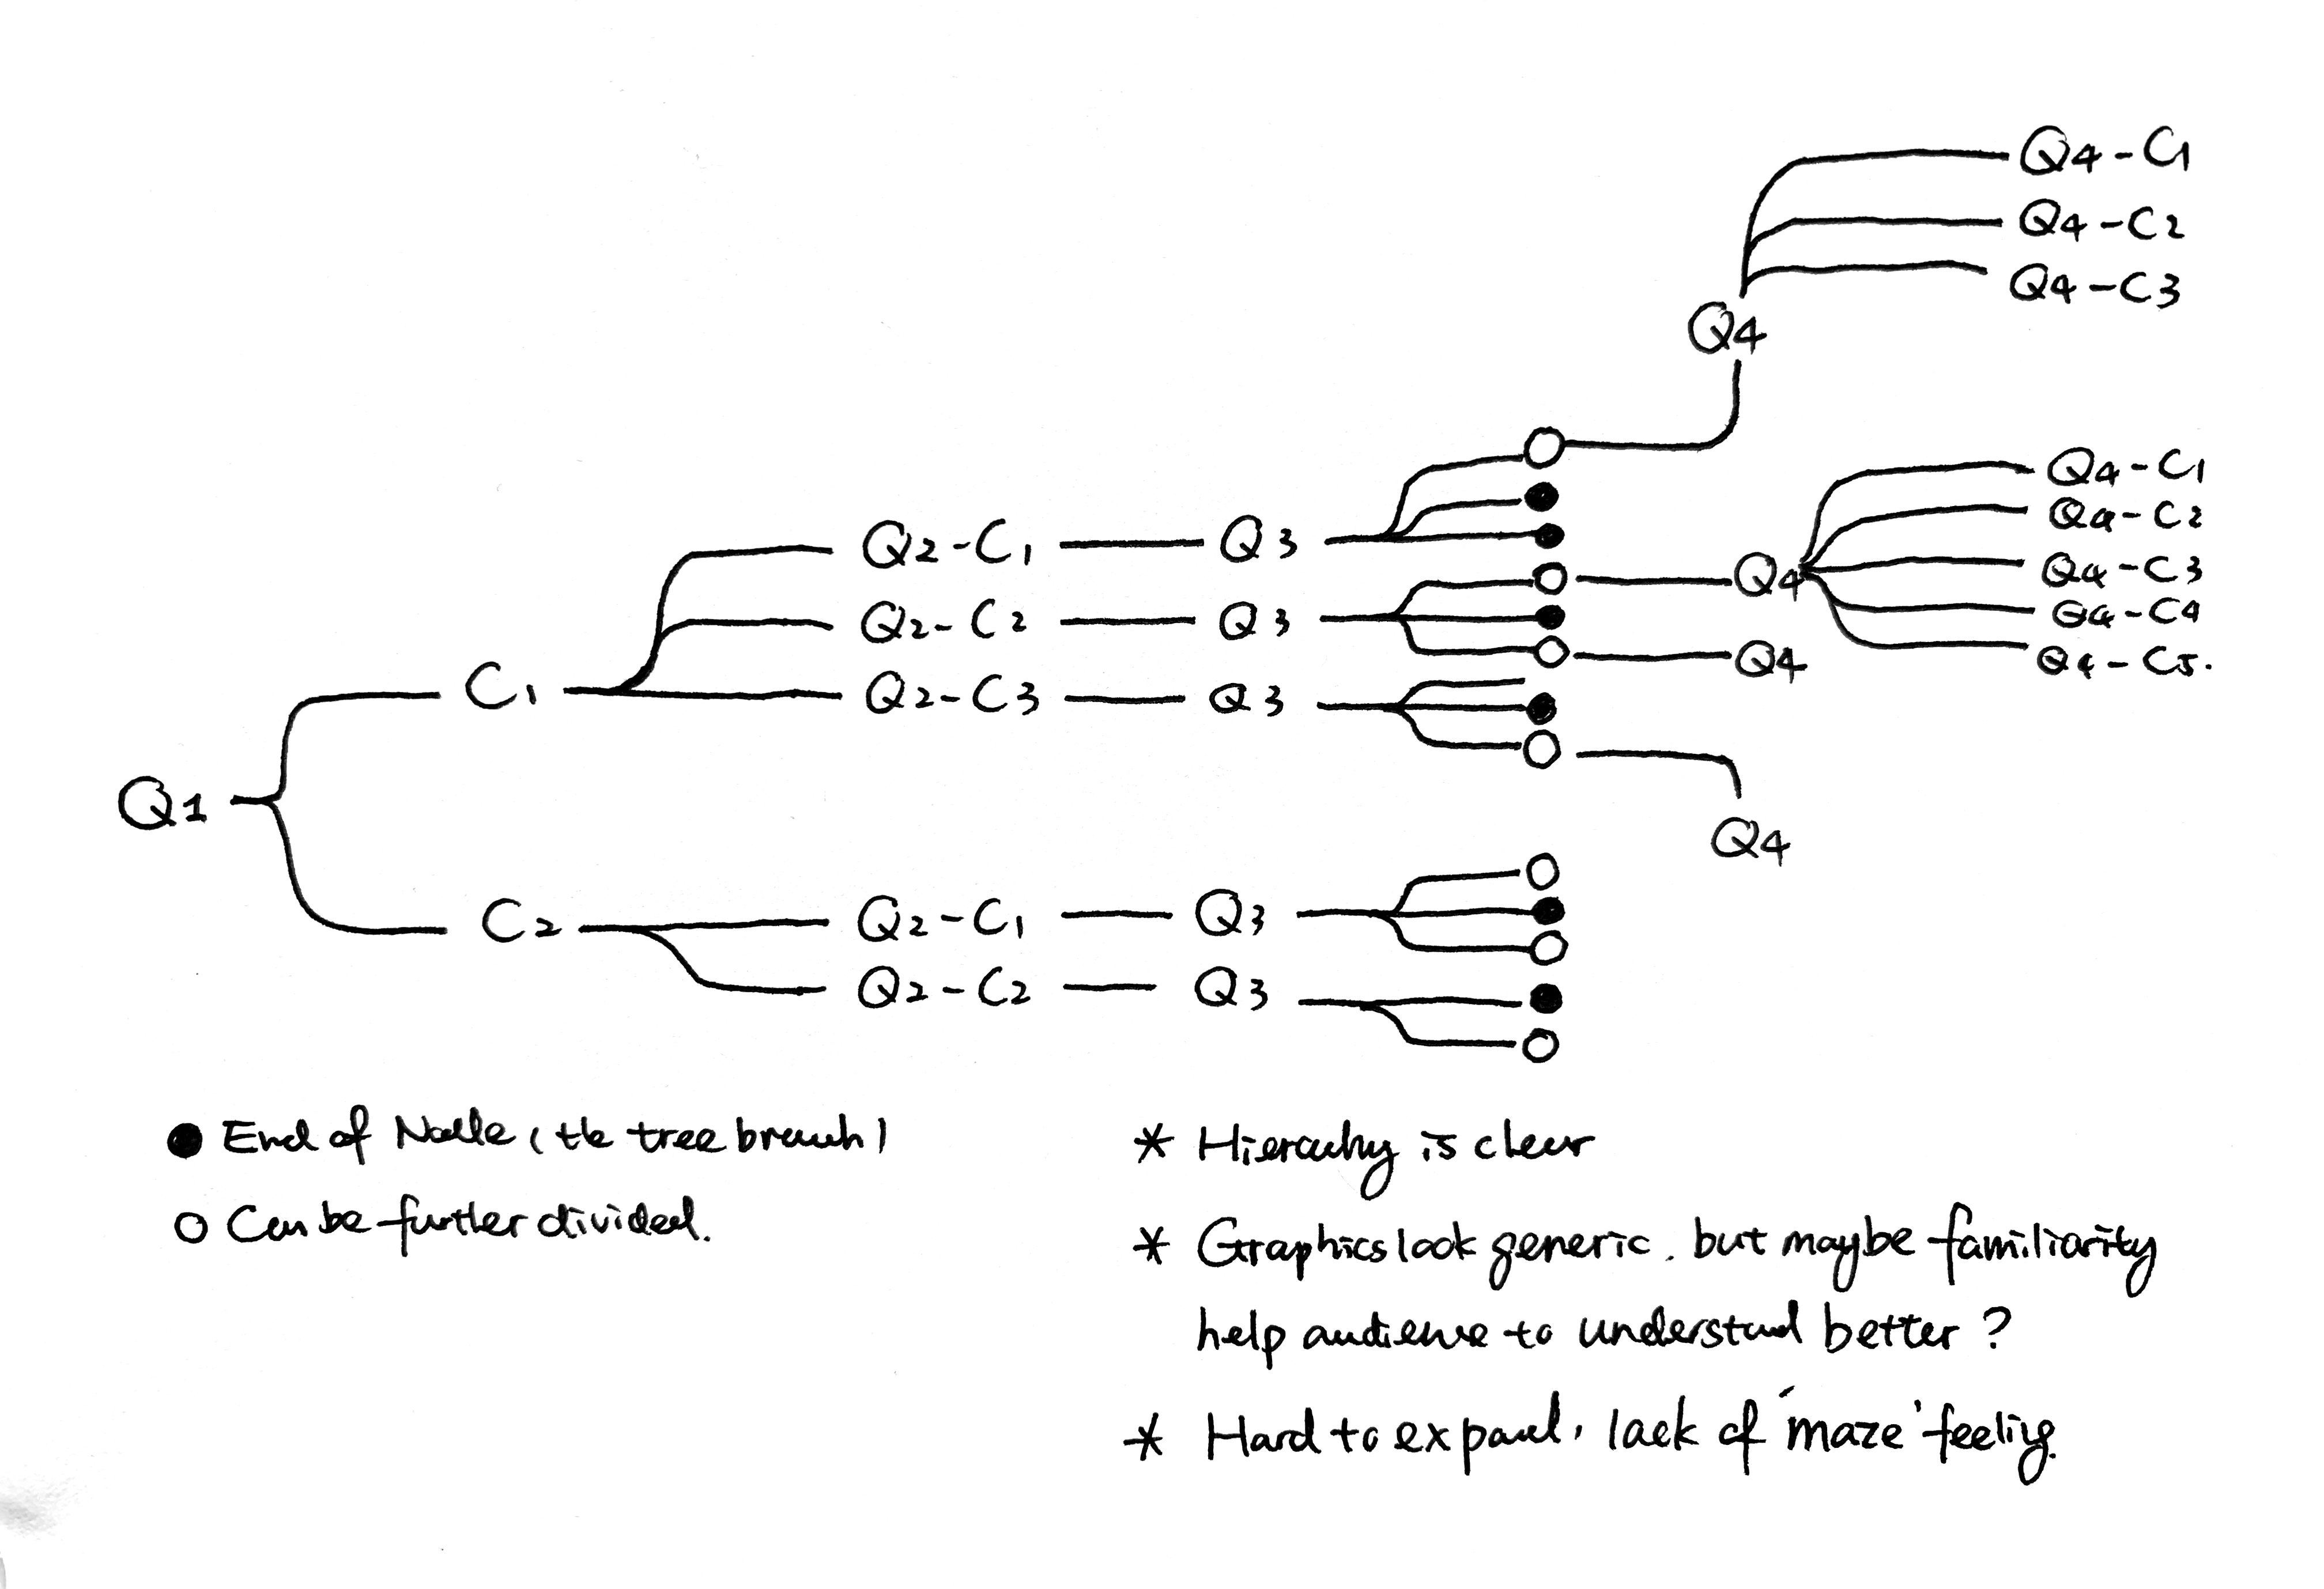 Q4-C1
Q4-C2
Q4-C3
Q4
Q4-C1
Q4-C2
Q4-C3
Q4-C4
Q4-C5.
Q2-C1 Q3
Q4
Q2-C2 Q3
Q4
C1 Q2-C3 Q3
Q1
Q4
C2 Q2-C1 Q3
Q2-C2 Q3
End of Node (the tree branch)
Can be further divided.
* Hierarchy is clear
* Graphics look generic. but maybe familiarity
help audience to understand better?
* Hard to expand, lack of 'maze' feeling.